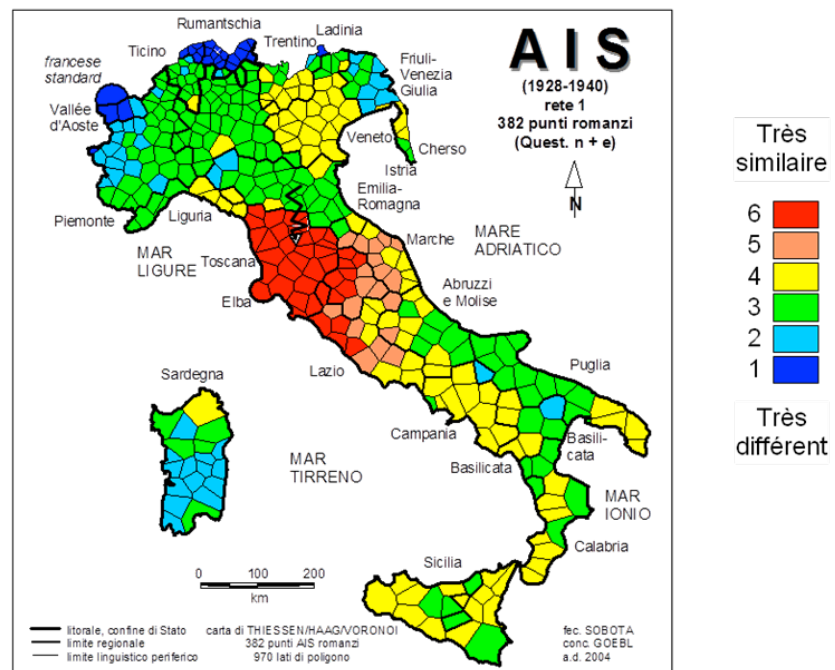 AIS
(1928-1940)
rete 1
382 punti romanzi
(Quest. n + e)
N
Rumantschia
Ladinia
Ticino
Trentino
francese
standard
Friuli-
Venezia
Giulia
Vallée
d'Aoste
Veneto
Cherso
Istria
Emilia-
Romagna
Piemonte
Liguria
MAR
LIGURE
Marche
MARE
ADRIATICO
Toscana
Elba
Abruzzi
e Molise
Lazio
Puglia
Sardegna
Campania
Basilicata
Basili-
cata
MAR
TIRRENO
MAR
IONIO
Calabria
Sicilia
0 100 200
km
litorale, confine di Stato
limite regionale
limite linguistico periferico
carta di THIESSEN/HAAG/VORONOI
382 punti AIS romanzi
970 lati di poligono
fec. SOBOTA
conc. GOEBL
a.d. 2004
Très
similaire
6
5
4
3
2
1
Très
différent